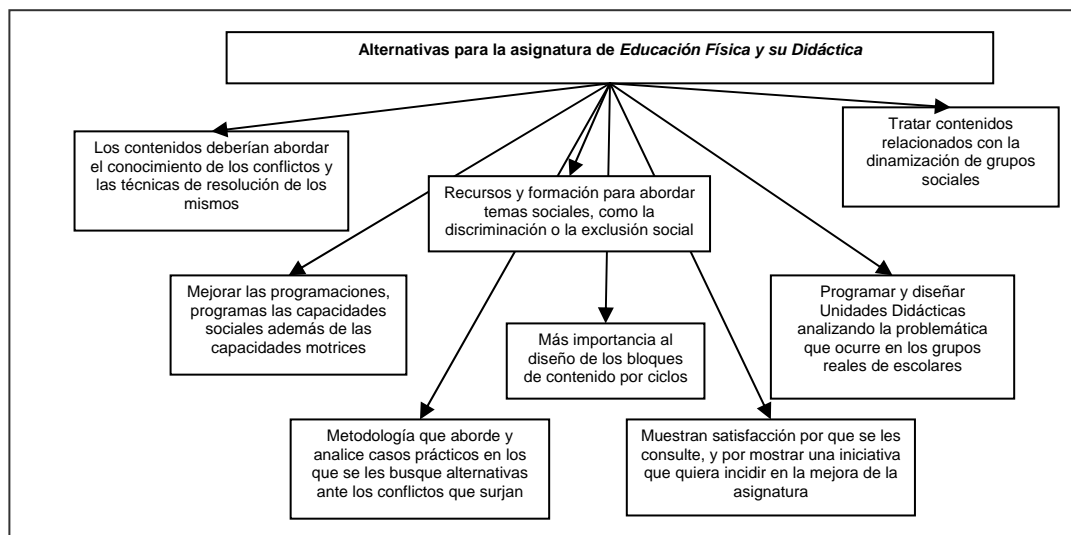 Alternativas para la asignatura de Educación Física y su Didáctica
Los contenidos deberían abordar
el conocimiento de los conflictos y
las técnicas de resolución de los
mismos
Tratar contenidos
relacionados con la
dinamización de grupos
sociales
Recursos y formación para abordar
temas sociales, como la
discriminación o la exclusión social
Mejorar las programaciones,
programas las capacidades
sociales además de las
capacidades motrices
Más importancia al
diseño de los bloques
de contenido por ciclos
Programar y diseñar
Unidades Didácticas
analizando la problemática
que ocurre en los grupos
reales de escolares
Metodología que aborde y
analice casos prácticos en los
que se les busque alternativas
ante los conflictos que surjan
Muestran satisfacción por que se les
consulte, y por mostrar una iniciativa
que quiera incidir en la mejora de la
asignatura